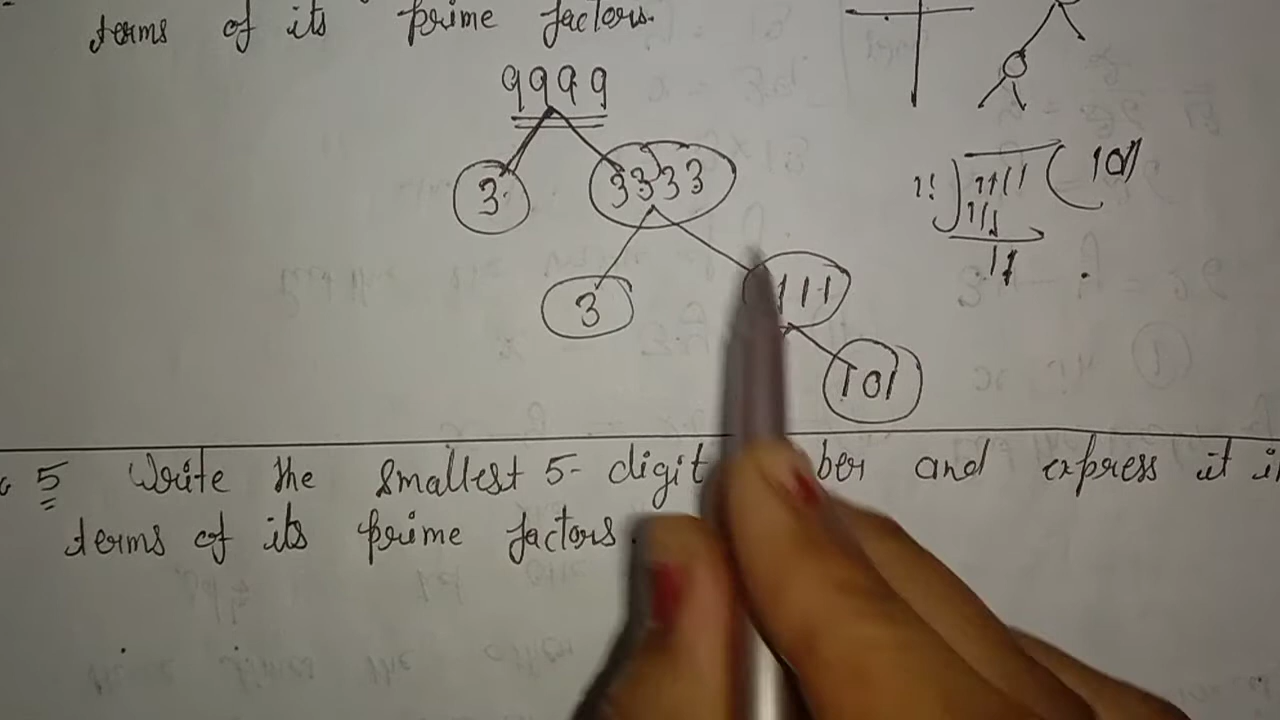 terms of its prime factors.
9999
3 3333
11 ) 1111 ( 101
11
11
3 111
101
5 Write the smallest 5- digit and express it
terms of its prime factors.